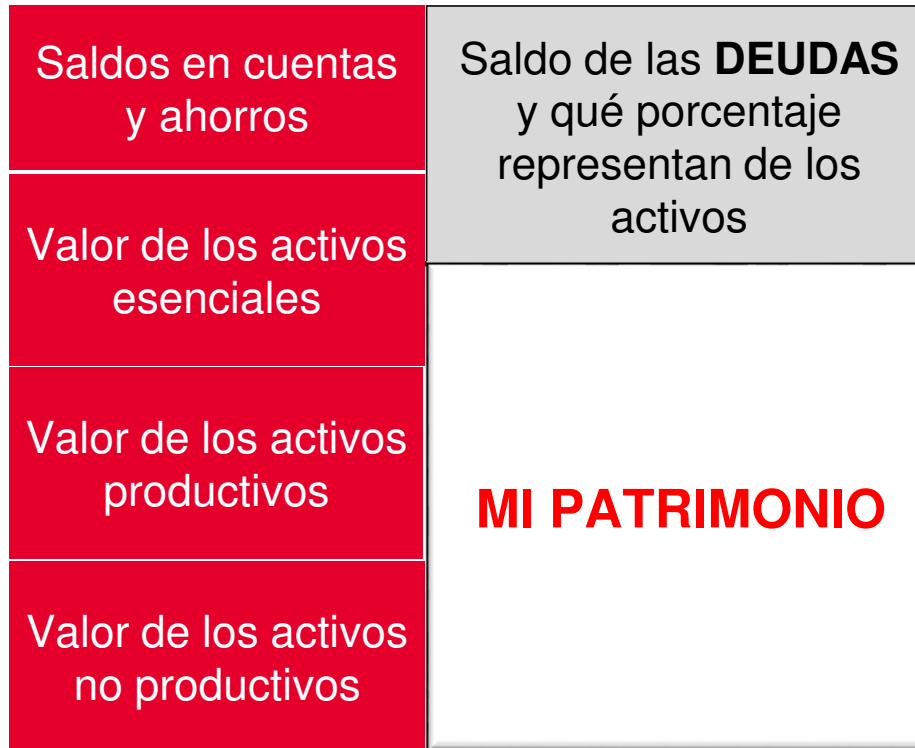 Saldos en cuentas
y ahorros
Valor de los activos
esenciales
Valor de los activos
productivos
Valor de los activos
no productivos
Saldo de las DEUDAS
y qué porcentaje
representan de los
activos
MI PATRIMONIO